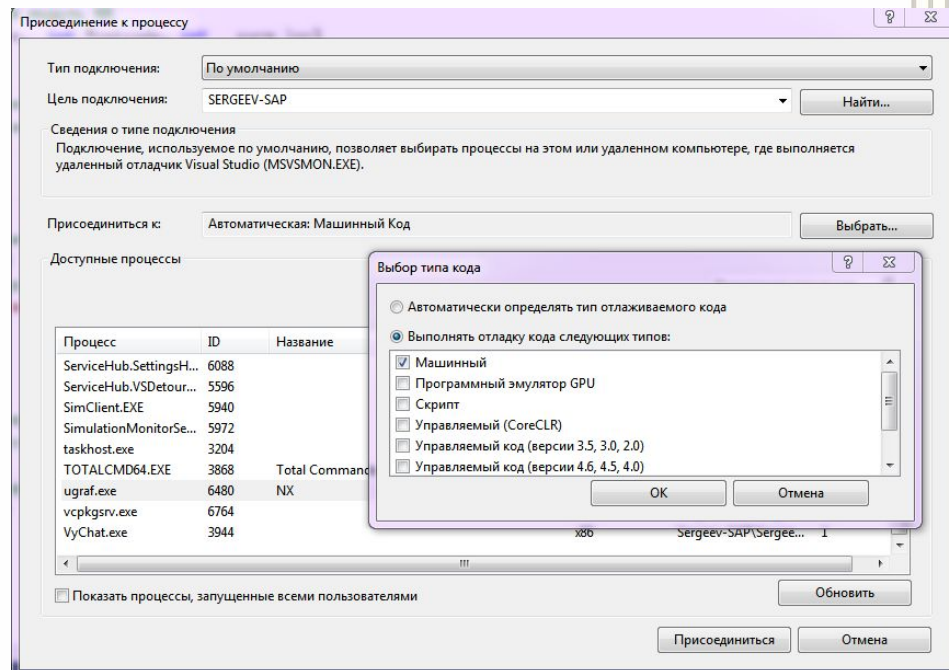 Присоединение к процессу
Тип подключения: По умолчанию
Цель подключения: SERGEEV-SAP Найти...
Сведения о типе подключения
Подключение, используемое по умолчанию, позволяет выбирать процессы на этом или удаленном компьютере, где выполняется
удаленный отладчик Visual Studio (MSVSMON.EXE).
Присоединиться к: Автоматическая: Машинный Код Выбрать...
Доступные процессы
Выбор типа кода
Автоматически определять тип отлаживаемого кода
Выполнять отладку кода следующих типов:
Машинный
Программный эмулятор GPU
Скрипт
Управляемый (CoreCLR)
Управляемый код (версии 3.5, 3.0, 2.0)
Управляемый код (версии 4.6, 4.5, 4.0)
OK Отмена
Процесс ID Название
ServiceHub.SettingsH... 6088
ServiceHub.VSDetour... 5596
SimClient.EXE 5940
SimulationMonitorSe... 5972
taskhost.exe 3204
TOTALCMD64.EXE 3868 Total Command
ugraf.exe 6480 NX
vcpkgsrv.exe 6764
VyChat.exe 3944 x86 Sergeev-SAP\Sergee... 1
Показать процессы, запущенные всеми пользователями Обновить
Присоединиться Отмена